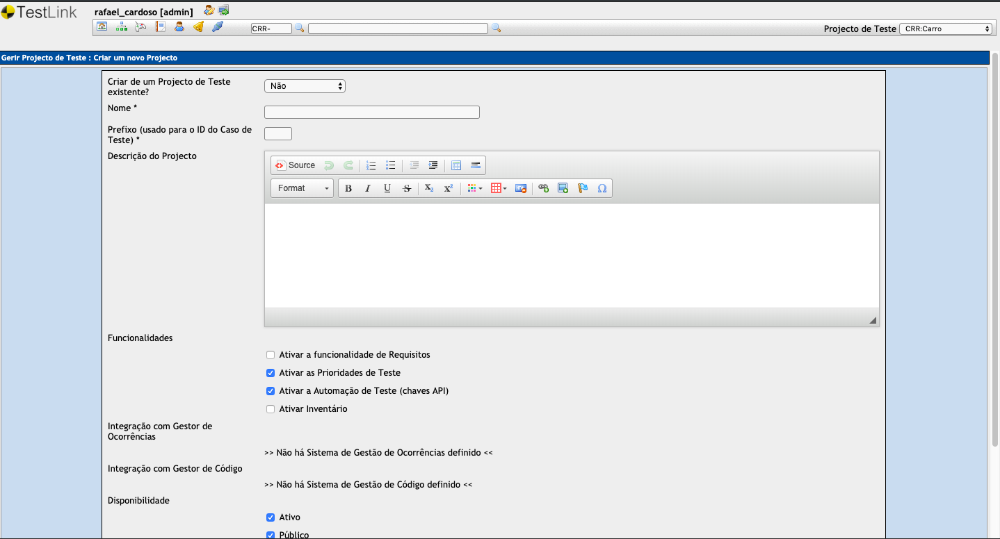 TestLink
rafael_cardoso [admin]
CRR-
Projecto de Teste
CRR:Carro
Gerir Projecto de Teste : Criar um novo Projecto
Criar de um Projecto de Teste
existente?
Não
Nome *
Prefixo (usado para o ID do Caso de
Teste) *
Descrição do Projecto
Source
Format
B I U S X2 X2
Ω
Funcionalidades
Ativar a funcionalidade de Requisitos
Ativar as Prioridades de Teste
Ativar a Automação de Teste (chaves API)
Ativar Inventário
Integração com Gestor de
Ocorrências
>> Não há Sistema de Gestão de Ocorrências definido <<
Integração com Gestor de Código
>> Não há Sistema de Gestão de Código definido <<
Disponibilidade
Ativo
Público